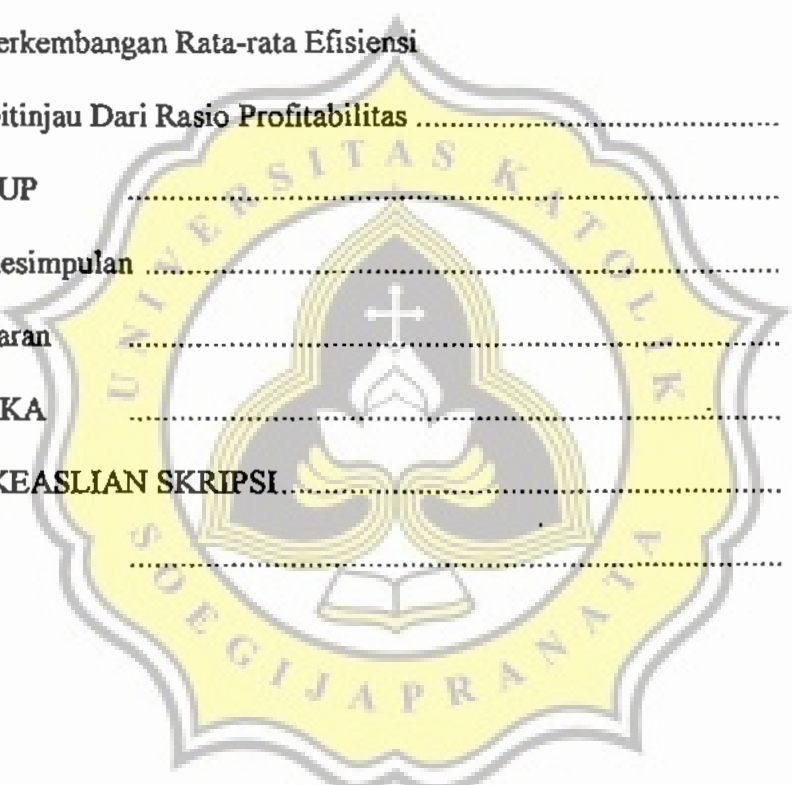 erkembangan Rata-rata Efisiensi
itinjau Dari Rasio Profitabilitas ........................................
UP ........................................
esimpulan ........................................
aran ........................................
KA ........................................
KEASLIAN SKRIPSI ........................................
........................................
UNIVERSITAS KATOLIK
SOEGIJAPRANATA